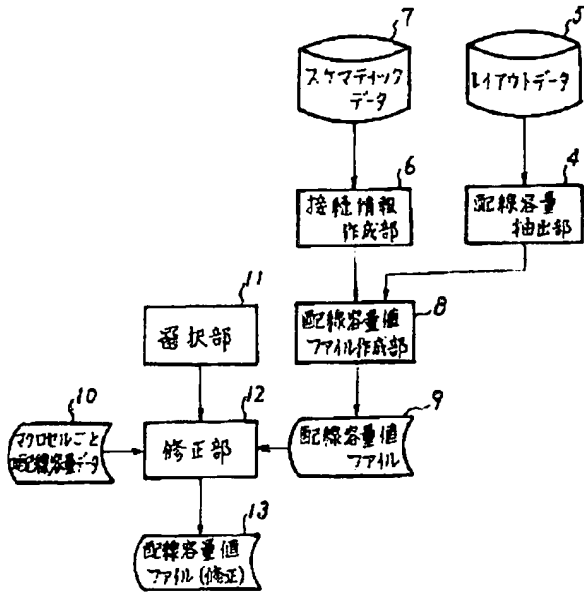 7
スケマティック
データ
5
レイアウトデータ
6
接続情報
作成部
4
配線容量
抽出部
11
選択部
8
配線容量値
ファイル作成部
10
マクロセルごと
配線容量データ
12
修正部
9
配線容量値
ファイル
13
配線容量値
ファイル(修正)